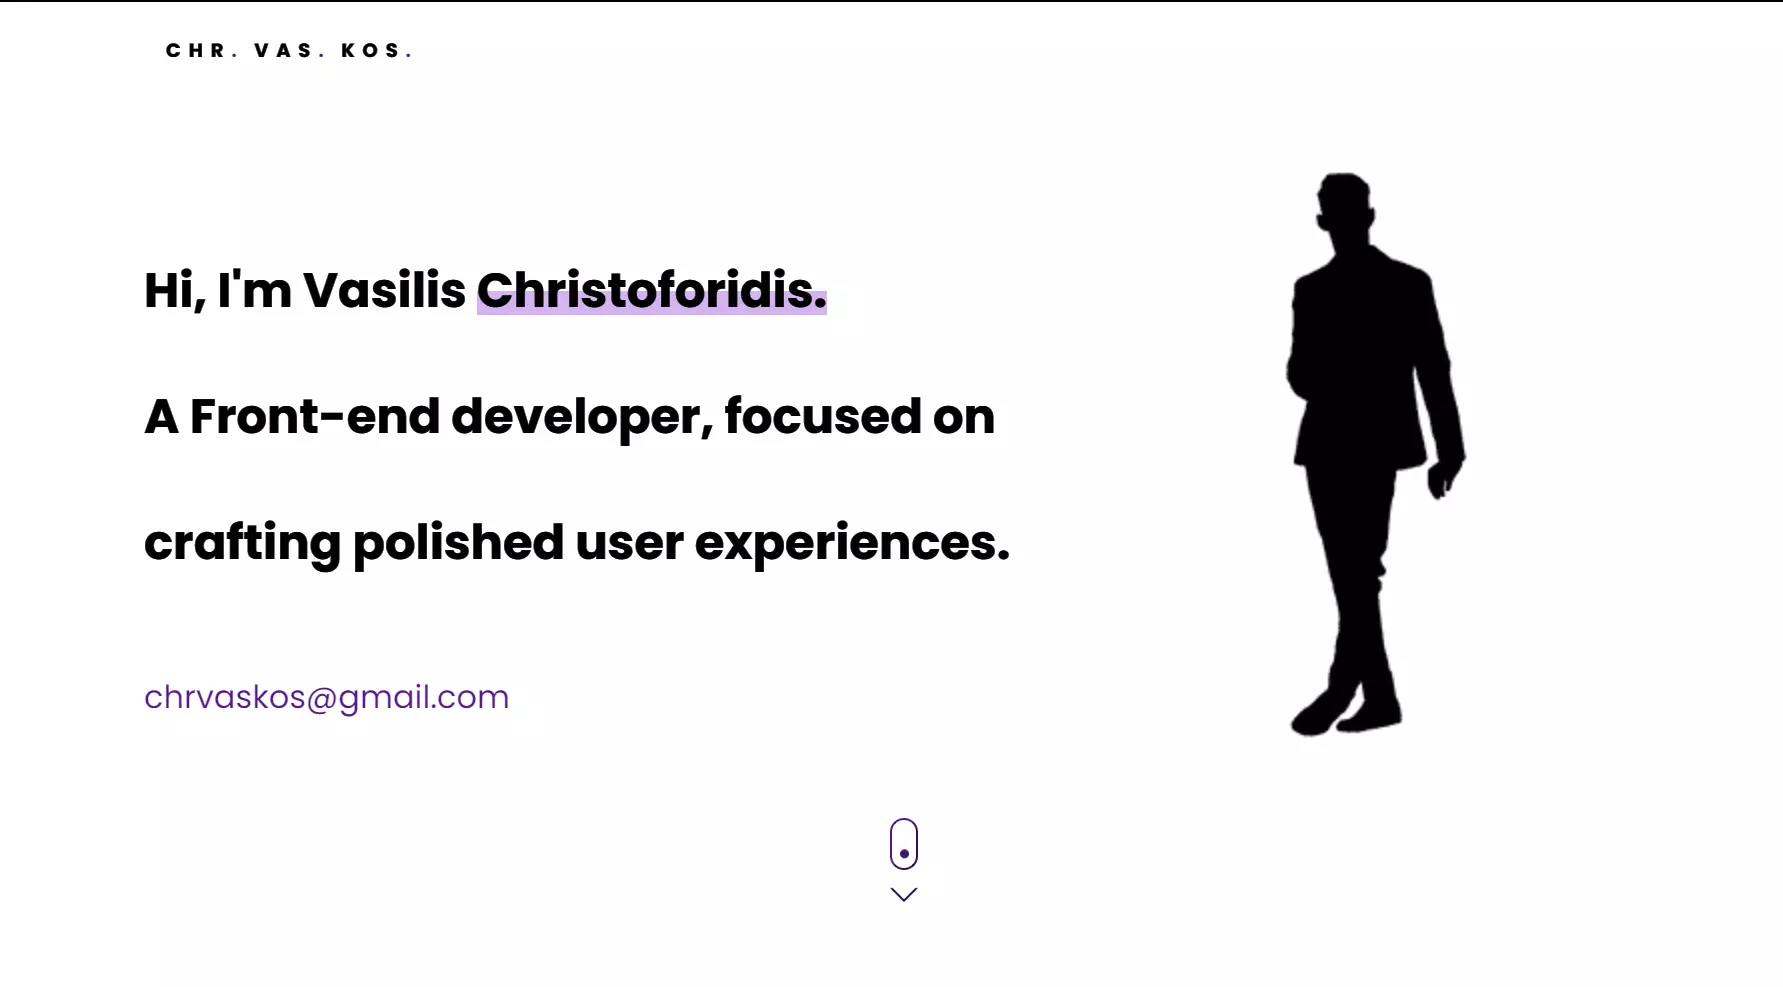 CHR. VAS. KOS.
Hi, I'm Vasilis Christoforidis.
A Front-end developer, focused on
crafting polished user experiences.
chrvaskos@gmail.com